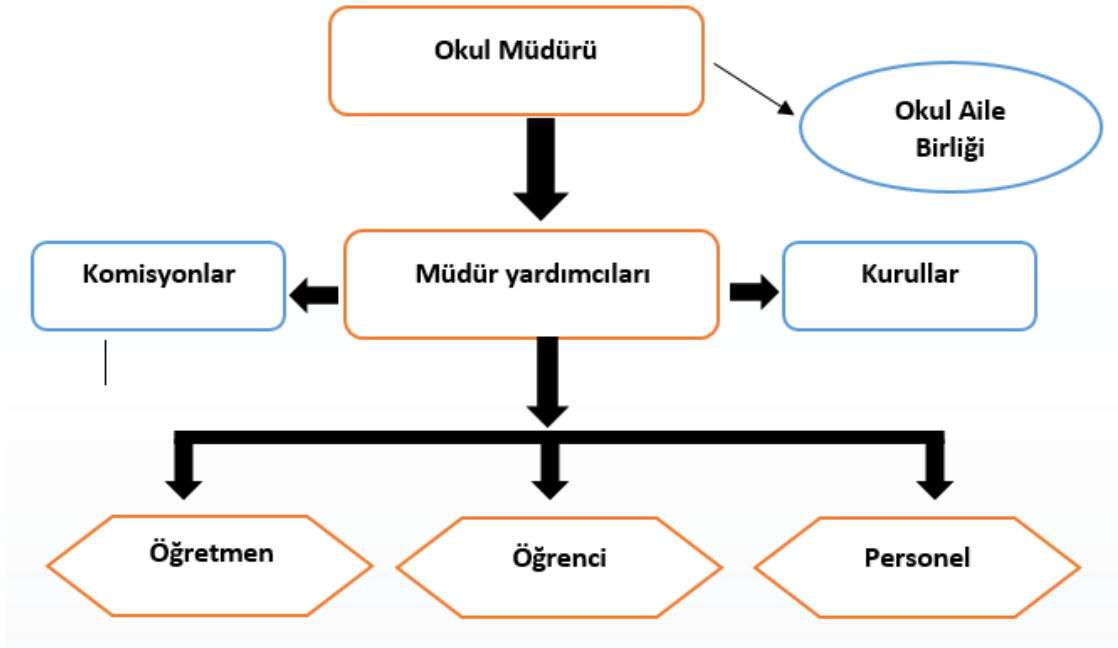 Okul Müdürü
Okul Aile
Birliği
Komisyonlar
Müdür yardımcıları
Kurullar
Öğretmen
Öğrenci
Personel